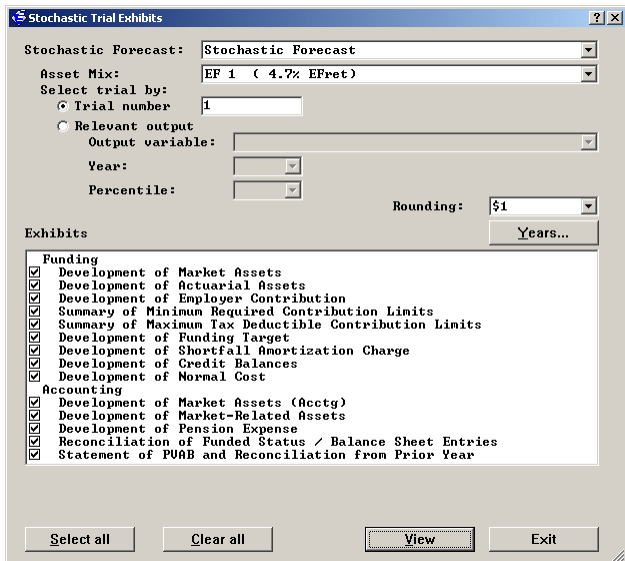 Stochastic Trial Exhibits
Stochastic Forecast: Stochastic Forecast
Asset Mix: EF 1 ( 4.7% EFret)
Select trial by:
Trial number 1
Relevant output
Output variable:
Year:
Percentile:
Rounding: $1
Exhibits Years...
Funding
Development of Market Assets
Development of Actuarial Assets
Development of Employer Contribution
Summary of Minimum Required Contribution Limits
Summary of Maximum Tax Deductible Contribution Limits
Development of Funding Target
Development of Shortfall Amortization Charge
Development of Credit Balances
Development of Normal Cost
Accounting
Development of Market Assets (Acctg)
Development of Market-Related Assets
Development of Pension Expense
Reconciliation of Funded Status / Balance Sheet Entries
Statement of PVAB and Reconciliation from Prior Year
Select all Clear all View Exit